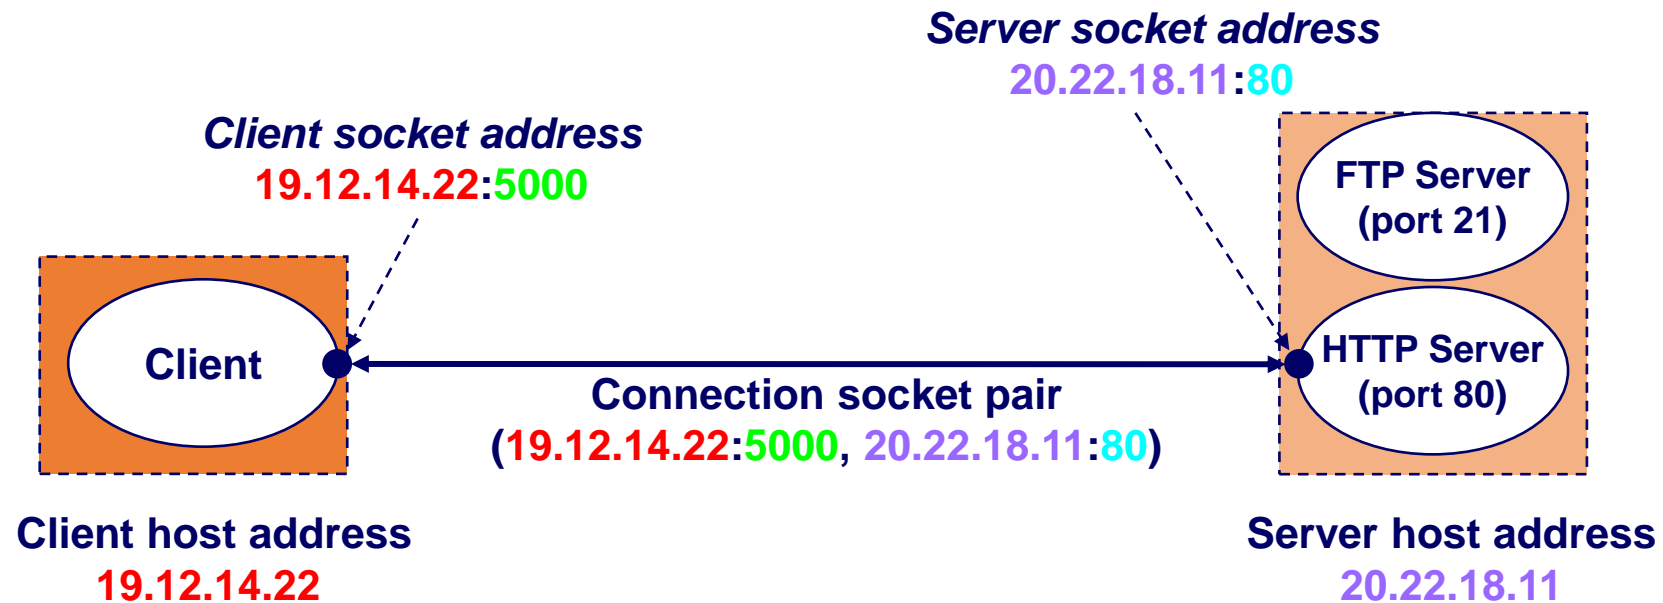 Server socket address
20.22.18.11:80
Client socket address
19.12.14.22:5000
FTP Server
(port 21)
Client
HTTP Server
(port 80)
Connection socket pair
(19.12.14.22:5000, 20.22.18.11:80)
Client host address
19.12.14.22
Server host address
20.22.18.11